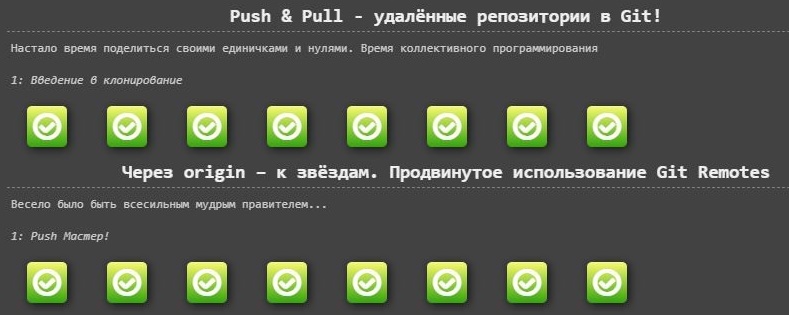 Push & Pull - удалённые репозитории в Git!
Настало время поделиться своими единичками и нулями. Время коллективного программирования
1: Введение в клонирование
Через origin – к звёздам. Продвинутое использование Git Remotes
Весело было быть всесильным мудрым правителем...
1: Push Мастер!